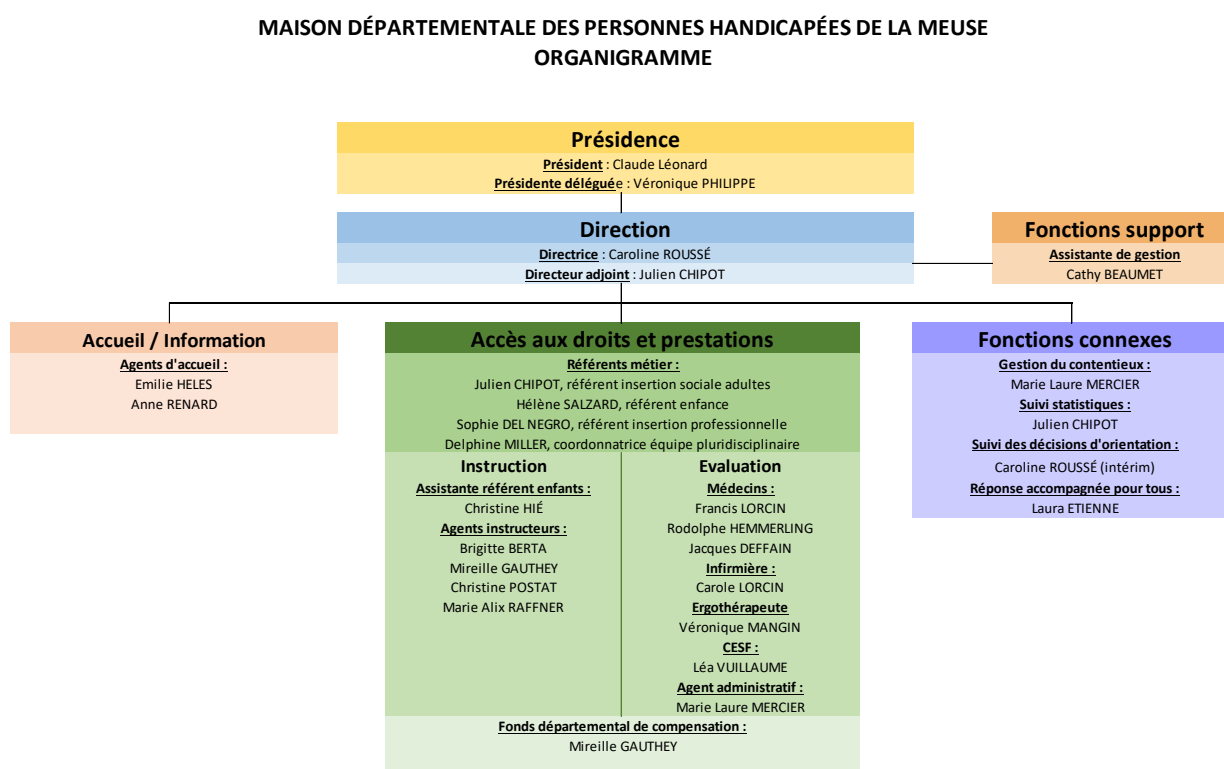 MAISON DÉPARTEMENTALE DES PERSONNES HANDICAPÉES DE LA MEUSE
ORGANIGRAMME
Présidence
Président : Claude Léonard
Présidente déléguée : Véronique PHILIPPE
Direction
Directrice : Caroline ROUSSÉ
Directeur adjoint : Julien CHIPOT
Fonctions support
Assistante de gestion
Cathy BEAUMET
Accueil / Information
Agents d'accueil :
Emilie HELES
Anne RENARD
Accès aux droits et prestations
Référents métier :
Julien CHIPOT, référent insertion sociale adultes
Hélène SALZARD, référent enfance
Sophie DEL NEGRO, référent insertion professionnelle
Delphine MILLER, coordonnatrice équipe pluridisciplinaire
Instruction
Assistante référent enfants :
Christine HIÉ
Agents instructeurs :
Brigitte BERTA
Mireille GAUTHEY
Christine POSTAT
Marie Alix RAFFNER
Evaluation
Médecins :
Francis LORCIN
Rodolphe HEMMERLING
Jacques DEFFAIN
Infirmière :
Carole LORCIN
Ergothérapeute
Véronique MANGIN
CESF :
Léa VUILLAUME
Agent administratif :
Marie Laure MERCIER
Fonds départemental de compensation :
Mireille GAUTHEY
Fonctions connexes
Gestion du contentieux :
Marie Laure MERCIER
Suivi statistiques :
Julien CHIPOT
Suivi des décisions d'orientation :
Caroline ROUSSÉ (intérim)
Réponse accompagnée pour tous :
Laura ETIENNE